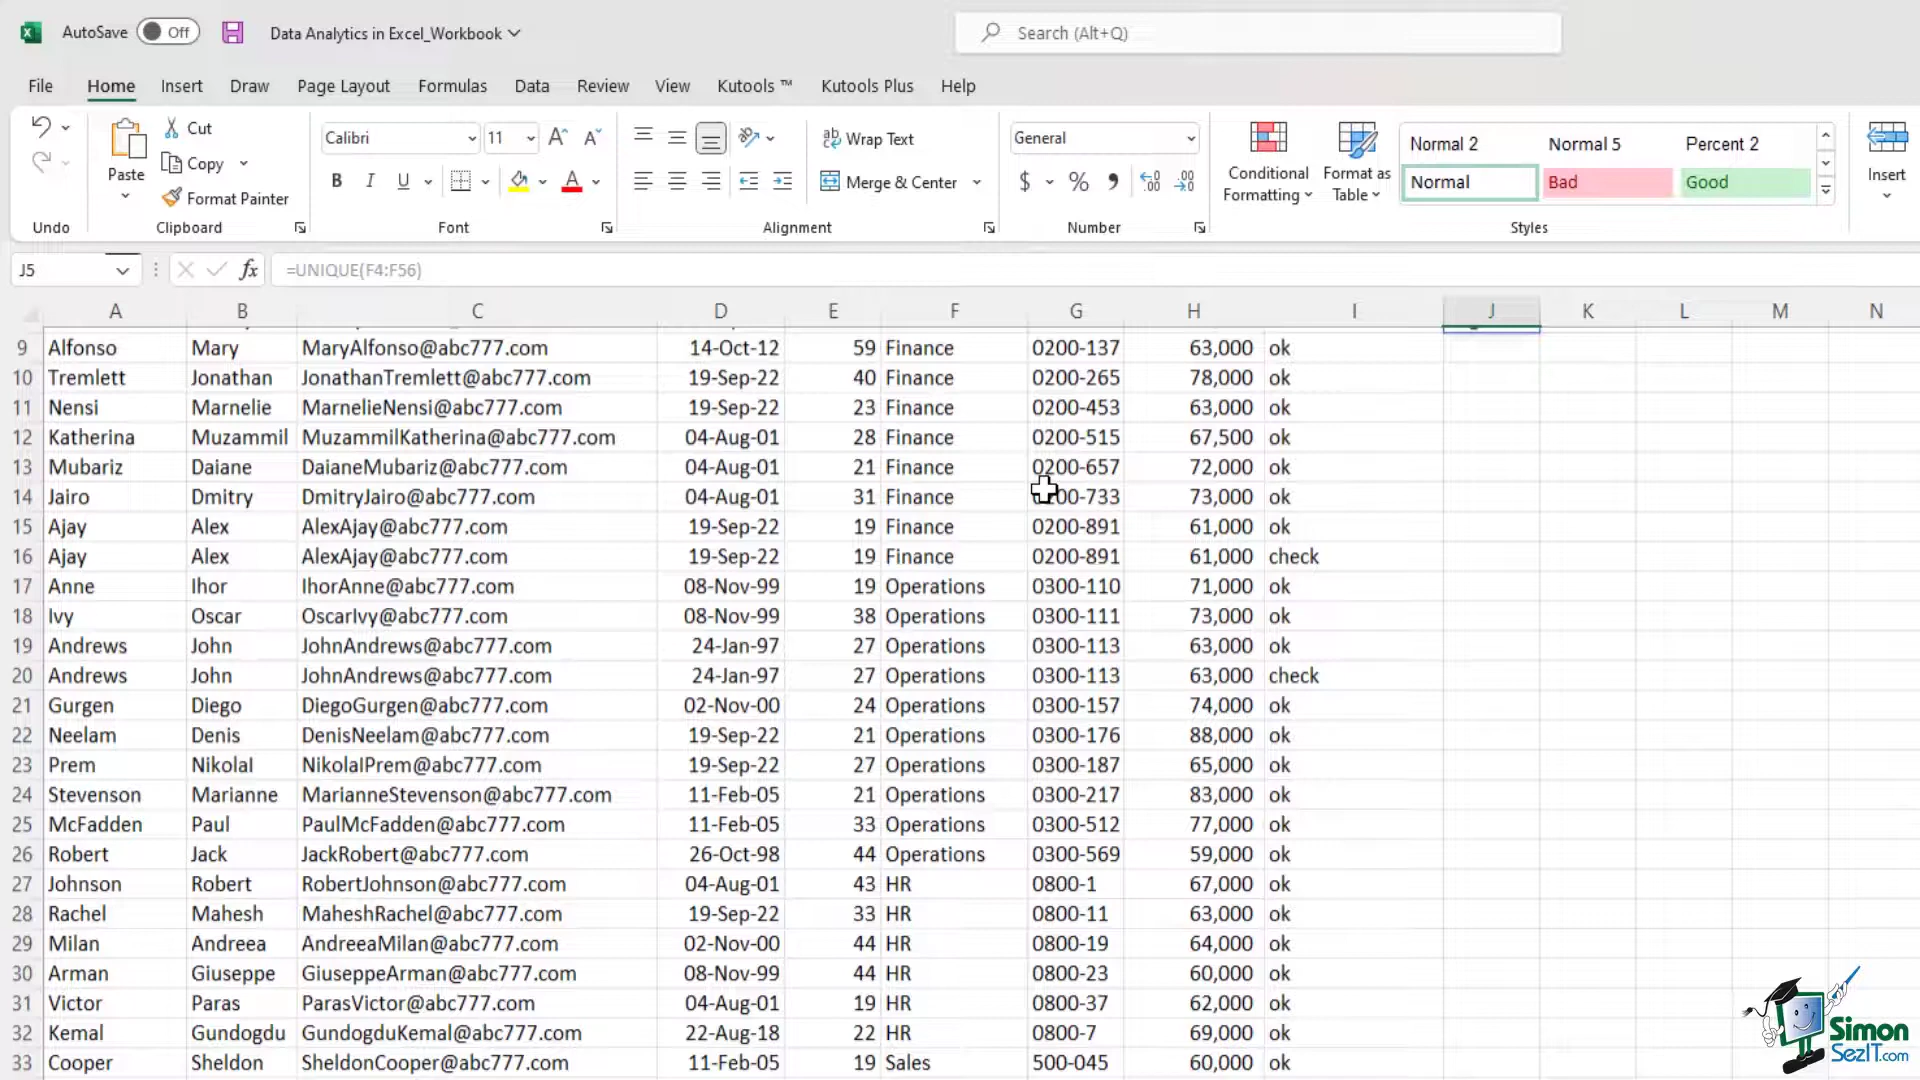 AutoSave Off Data Analytics in Excel_Workbook Search (Alt+Q)
File Home Insert Draw Page Layout Formulas Data Review View Kutools ™ Kutools Plus Help
Cut
Copy
Format Painter
Paste
Undo
Clipboard
Calibri 11
B I U
Font
Wrap Text
Merge & Center
Alignment
General
$ %
Number
Conditional Formatting
Format as Table
Normal 2 Normal 5 Percent 2
Normal Bad Good
Styles
Insert
J5 fx =UNIQUE(F4:F56)
A B C D E F G H I J K L M N
9 Alfonso Mary MaryAlfonso@abc777.com 14-Oct-12 59 Finance 0200-137 63,000 ok
10 Tremlett Jonathan JonathanTremlett@abc777.com 19-Sep-22 40 Finance 0200-265 78,000 ok
11 Nensi Marnelie MarnelieNensi@abc777.com 19-Sep-22 23 Finance 0200-453 63,000 ok
12 Katherina Muzammil MuzammilKatherina@abc777.com 04-Aug-01 28 Finance 0200-515 67,500 ok
13 Mubariz Daiane DaianeMubariz@abc777.com 04-Aug-01 21 Finance 0200-657 72,000 ok
14 Jairo Dmitry DmitryJairo@abc777.com 04-Aug-01 31 Finance 0200-733 73,000 ok
15 Ajay Alex AlexAjay@abc777.com 19-Sep-22 19 Finance 0200-891 61,000 ok
16 Ajay Alex AlexAjay@abc777.com 19-Sep-22 19 Finance 0200-891 61,000 check
17 Anne Ihor IhorAnne@abc777.com 08-Nov-99 19 Operations 0300-110 71,000 ok
18 Ivy Oscar OscarIvy@abc777.com 08-Nov-99 38 Operations 0300-111 73,000 ok
19 Andrews John JohnAndrews@abc777.com 24-Jan-97 27 Operations 0300-113 63,000 ok
20 Andrews John JohnAndrews@abc777.com 24-Jan-97 27 Operations 0300-113 63,000 check
21 Gurgen Diego DiegoGurgen@abc777.com 02-Nov-00 24 Operations 0300-157 74,000 ok
22 Neelam Denis DenisNeelam@abc777.com 19-Sep-22 21 Operations 0300-176 88,000 ok
23 Prem Nikolal NikolalPrem@abc777.com 19-Sep-22 27 Operations 0300-187 65,000 ok
24 Stevenson Marianne MarianneStevenson@abc777.com 11-Feb-05 21 Operations 0300-217 83,000 ok
25 McFadden Paul PaulMcFadden@abc777.com 11-Feb-05 33 Operations 0300-512 77,000 ok
26 Robert Jack JackRobert@abc777.com 26-Oct-98 44 Operations 0300-569 59,000 ok
27 Johnson Robert RobertJohnson@abc777.com 04-Aug-01 43 HR 0800-1 67,000 ok
28 Rachel Mahesh MaheshRachel@abc777.com 19-Sep-22 33 HR 0800-11 63,000 ok
29 Milan Andreea AndreeaMilan@abc777.com 02-Nov-00 44 HR 0800-19 64,000 ok
30 Arman Giuseppe GiuseppeArman@abc777.com 08-Nov-99 44 HR 0800-23 60,000 ok
31 Victor Paras ParasVictor@abc777.com 04-Aug-01 19 HR 0800-37 62,000 ok
32 Kemal Gundogdu GundogduKemal@abc777.com 22-Aug-18 22 HR 0800-7 69,000 ok
33 Cooper Sheldon SheldonCooper@abc777.com 11-Feb-05 19 Sales 500-045 60,000 ok
Simon
SezIT.com